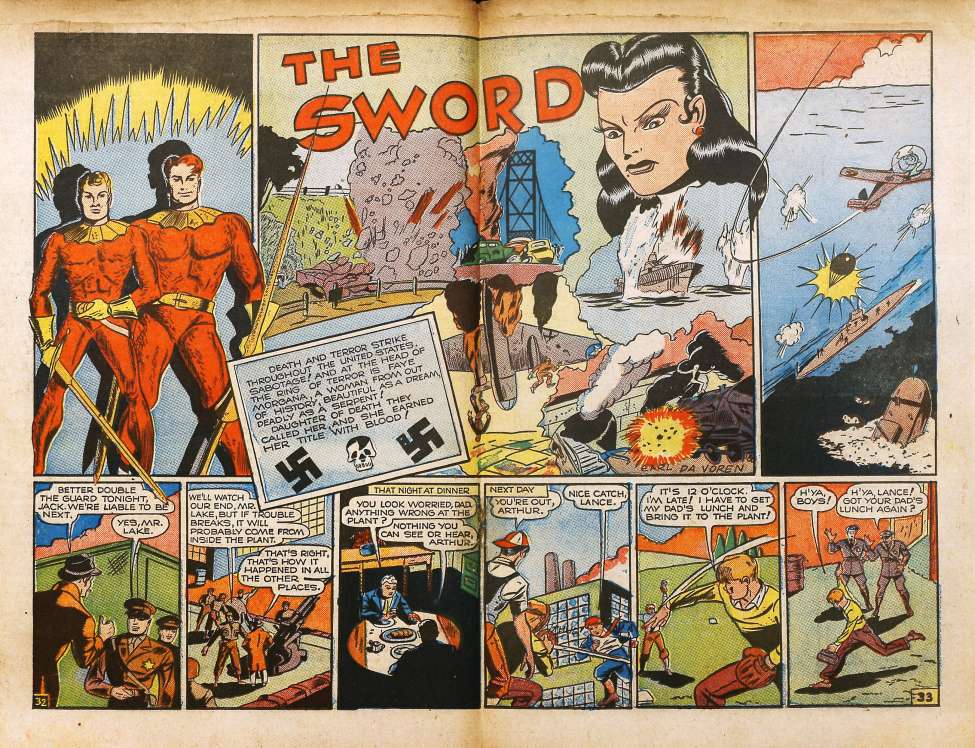 THE
SWORD
DEATH AND TERROR STRIKE
THROUGHOUT THE UNITED STATES.
SABOTAGE! AND AT THE HEAD OF
THE RING OF TERROR IS FAYE
MORGANA, A WOMAN FROM OUT
OF HISTORY, BEAUTIFUL AS A DREAM,
DEADLY AS A SERPENT!
DAUGHTER OF DEATH THEY
CALLED HER, AND SHE EARNED
HER TITLE WITH BLOOD!
EARL DA VOREN
BETTER DOUBLE
THE GUARD TONIGHT,
JACK. WE'RE LIABLE TO BE
NEXT.
YES, MR.
LAKE.
32
WE'LL WATCH
OUR END, MR.
LAKE, BUT IF TROUBLE
BREAKS, IT WILL
PROBABLY COME FROM
INSIDE THE PLANT.
THAT'S RIGHT,
THAT'S HOW IT
HAPPENED IN ALL
THE OTHER
PLACES.
THAT NIGHT AT DINNER
YOU LOOK WORRIED, DAD.
ANYTHING WRONG AT THE
PLANT?
NOTHING YOU
CAN SEE OR HEAR,
ARTHUR.
NEXT DAY
YOU'RE OUT,
ARTHUR.
NICE CATCH,
LANCE.
IT'S 12 O'CLOCK.
I'M LATE! I HAVE TO GET
MY DAD'S LUNCH AND
BRING IT TO THE PLANT!
H'YA,
BOYS!
H'YA, LANCE!
GOT YOUR DAD'S
LUNCH AGAIN?
33